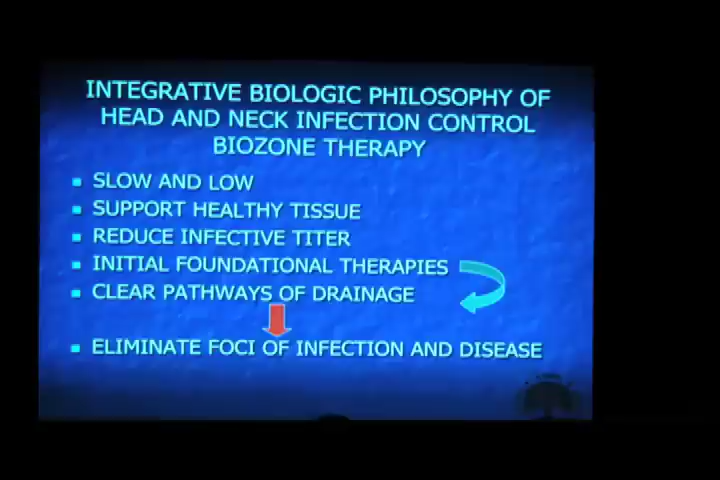 INTEGRATIVE BIOLOGIC PHILOSOPHY OF
HEAD AND NECK INFECTION CONTROL
BIOZONE THERAPY
▪ SLOW AND LOW
▪ SUPPORT HEALTHY TISSUE
▪ REDUCE INFECTIVE TITER
▪ INITIAL FOUNDATIONAL THERAPIES
▪ CLEAR PATHWAYS OF DRAINAGE
▪ ELIMINATE FOCI OF INFECTION AND DISEASE